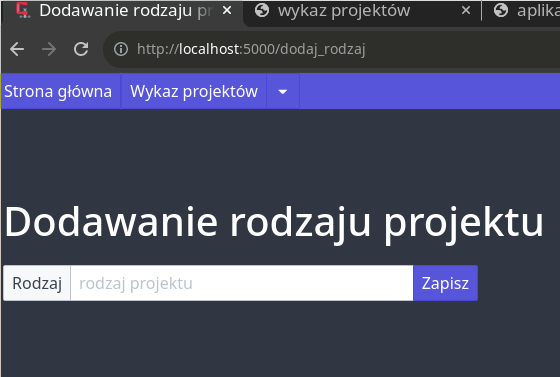 Dodawanie rodzaju pr
wykaz projektów
aplika
http://localhost:5000/dodaj_rodzaj
Strona główna
Wykaz projektów
Dodawanie rodzaju projektu
Rodzaj
rodzaj projektu
Zapisz